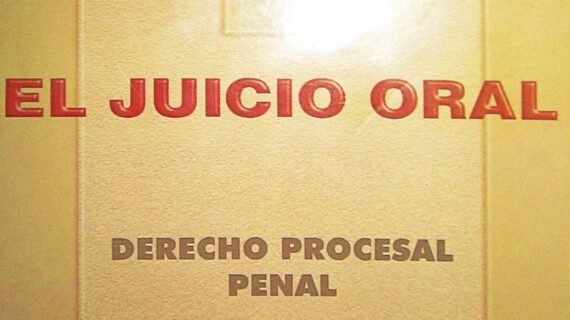 EL JUICIO ORAL
DERECHO PROCESAL
PENAL